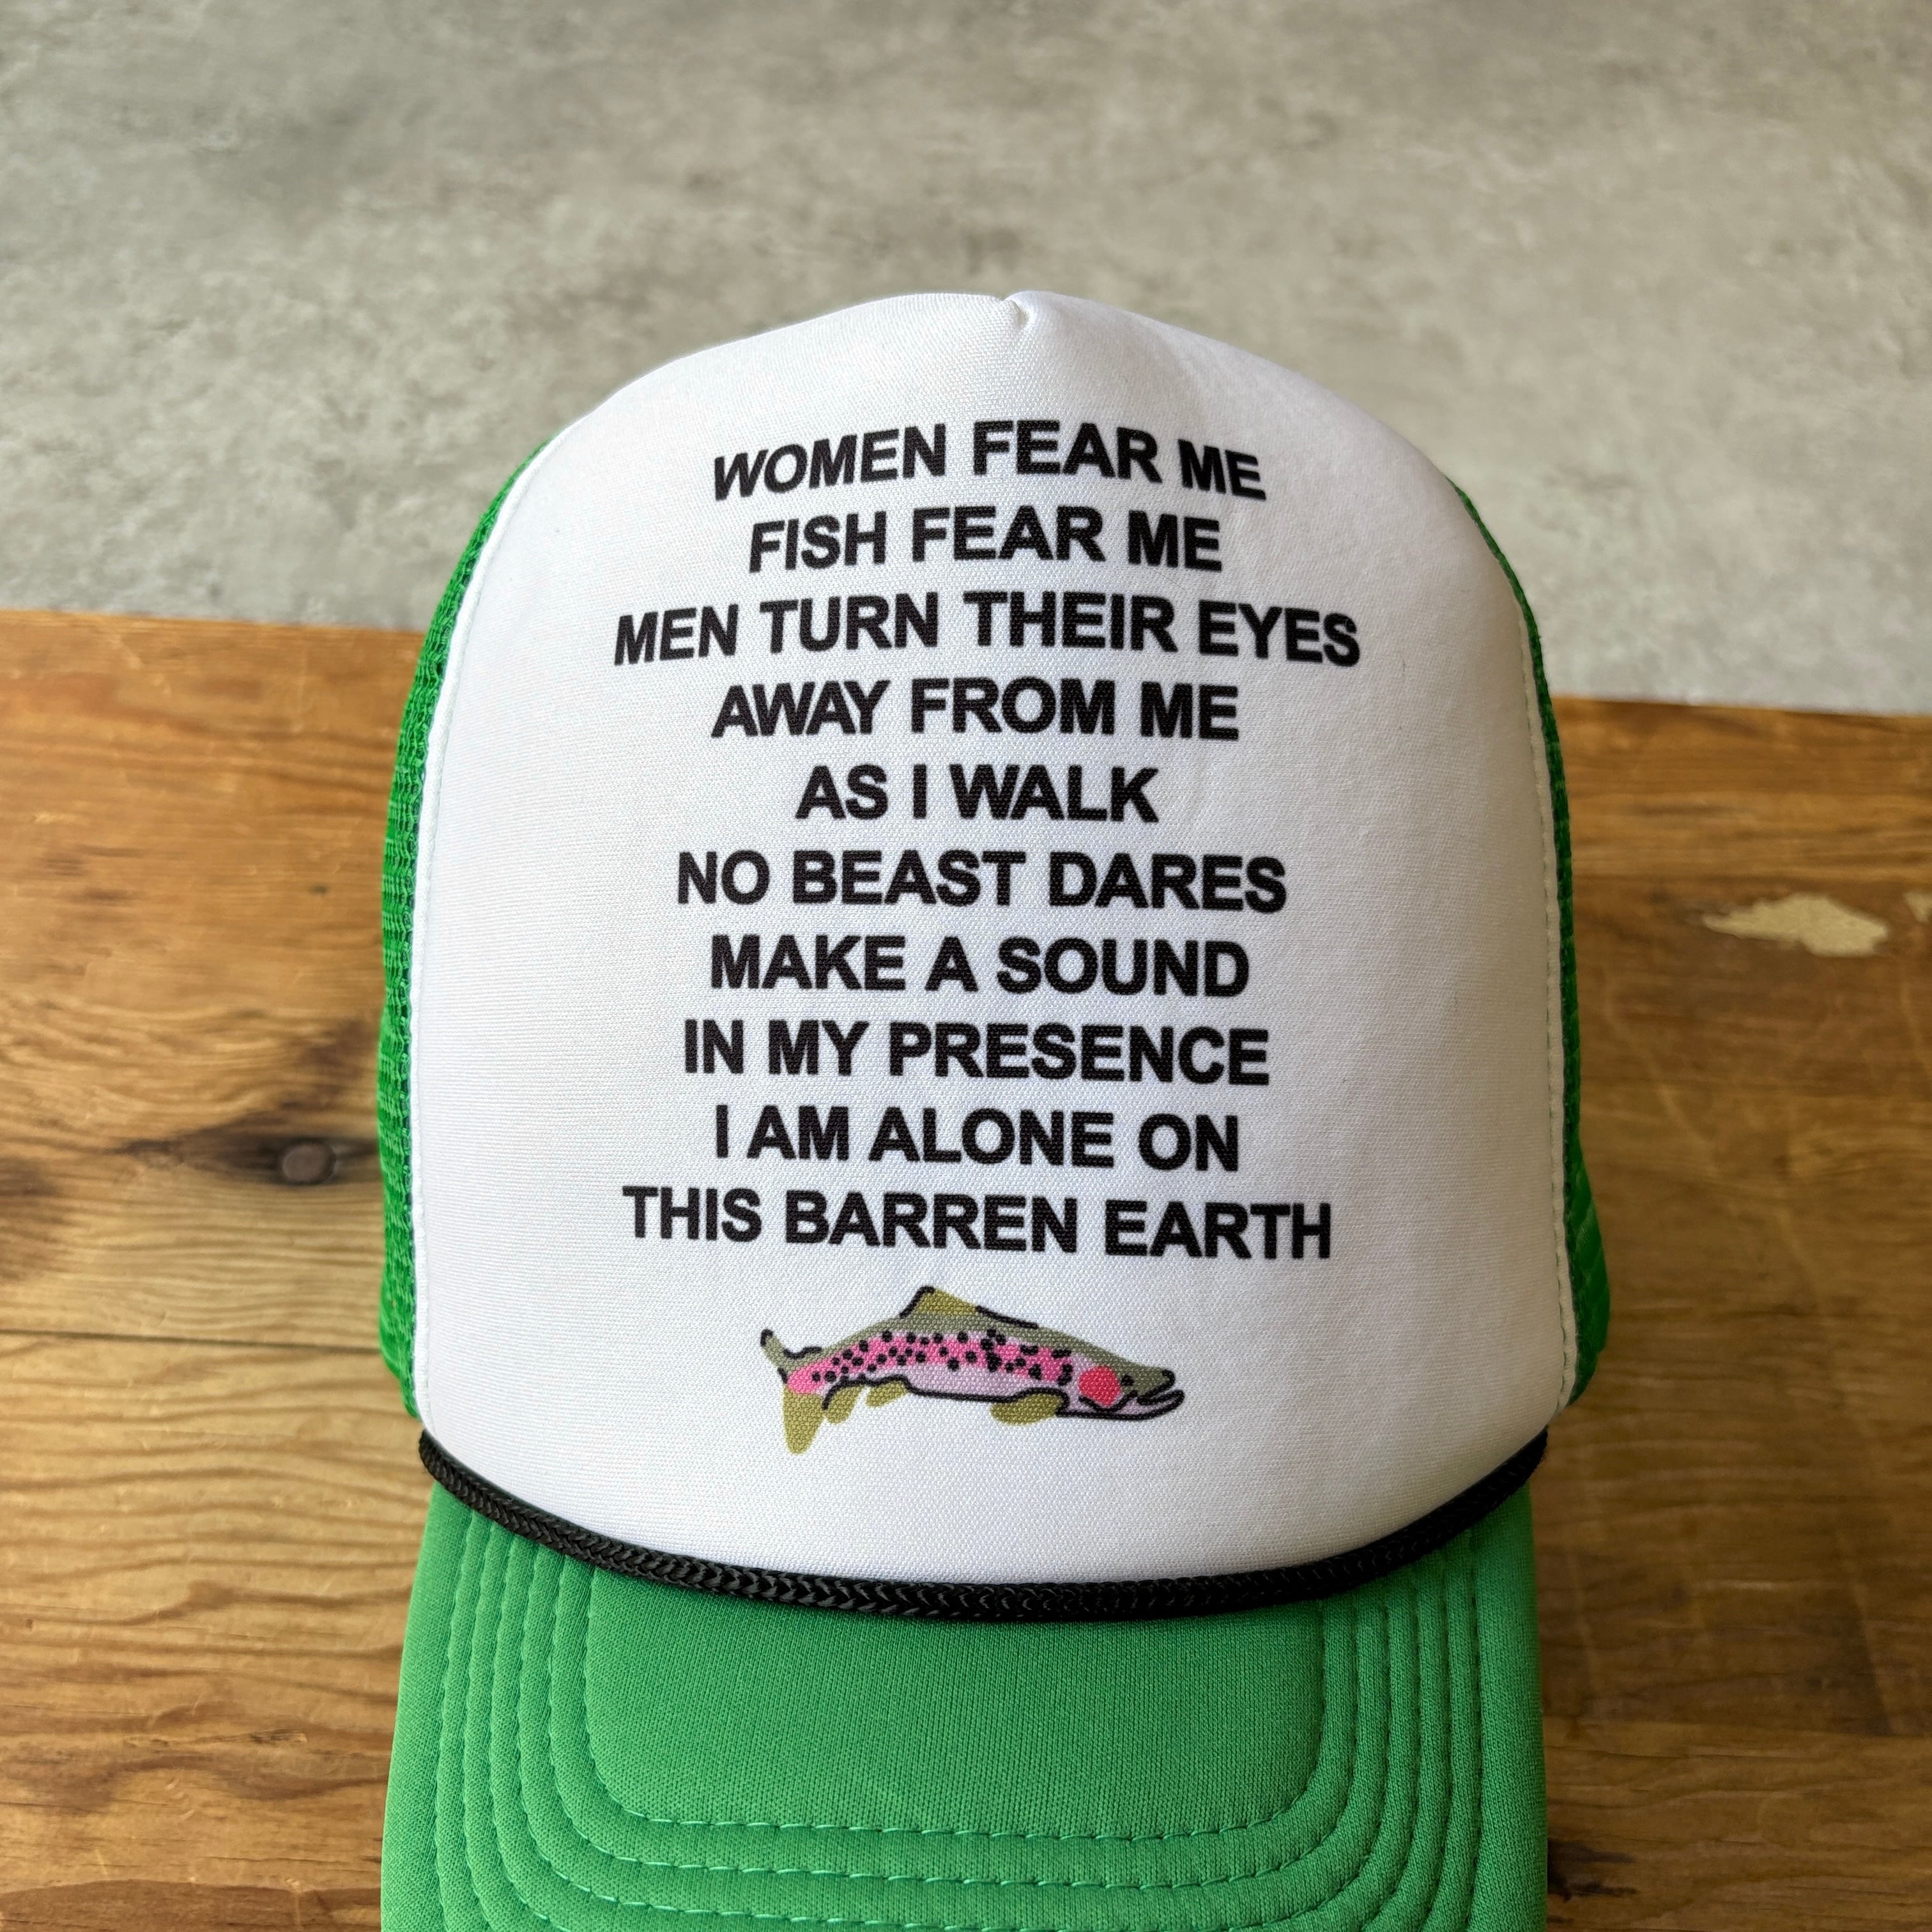 WOMEN FEAR ME
FISH FEAR ME
MEN TURN THEIR EYES
AWAY FROM ME
AS I WALK
NO BEAST DARES
MAKE A SOUND
IN MY PRESENCE
I AM ALONE ON
THIS BARREN EARTH